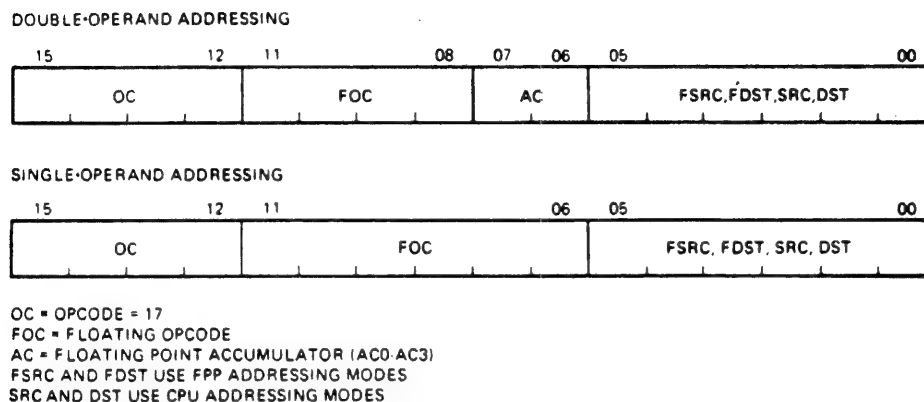 DOUBLE•OPERAND ADDRESSING
15 12 11 08 07 06 05 00
OC FOC AC FSRC,FDST,SRC,DST
SINGLE•OPERAND ADDRESSING
15 12 11 06 05 00
OC FOC FSRC, FDST, SRC, DST
OC = OPCODE = 17
FOC = FLOATING OPCODE
AC = FLOATING POINT ACCUMULATOR (AC0-AC3)
FSRC AND FDST USE FPP ADDRESSING MODES
SRC AND DST USE CPU ADDRESSING MODES